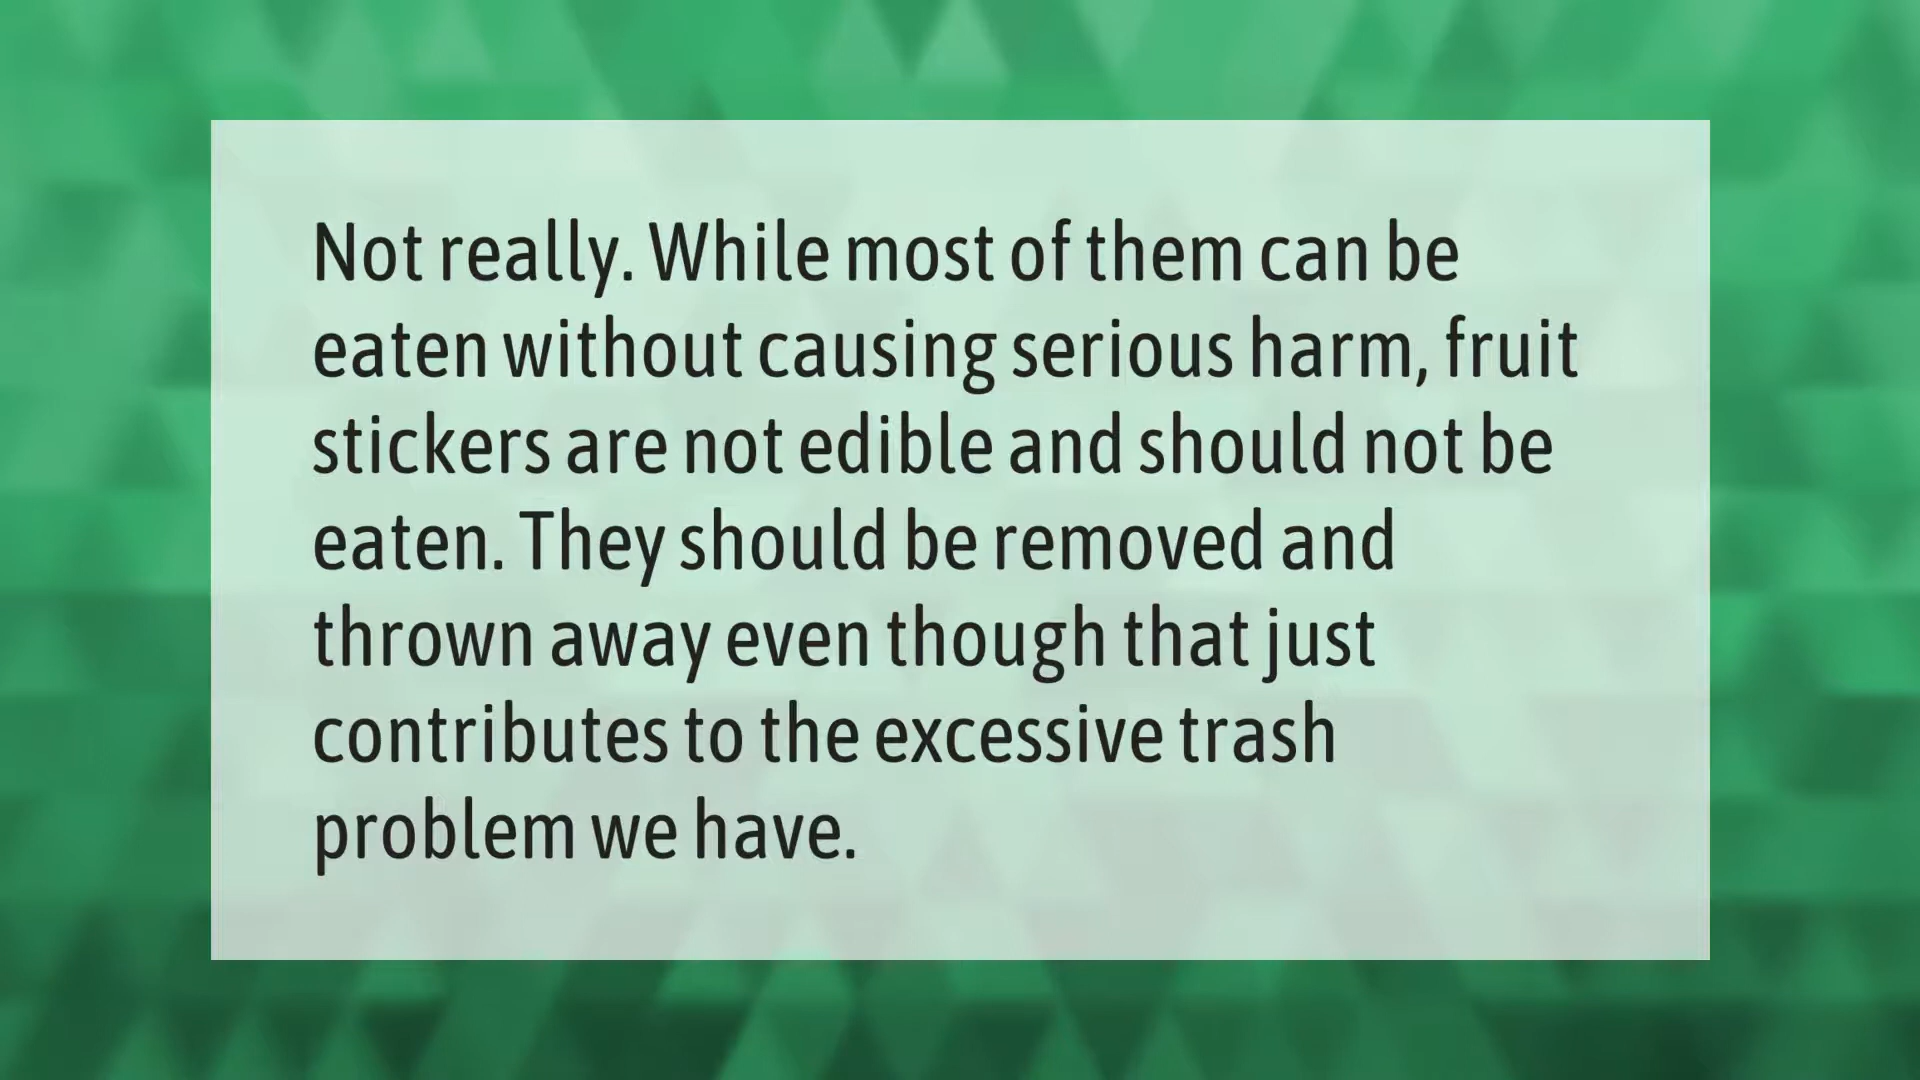 Not really. While most of them can be
eaten without causing serious harm, fruit
stickers are not edible and should not be
eaten. They should be removed and
thrown away even though that just
contributes to the excessive trash
problem we have.